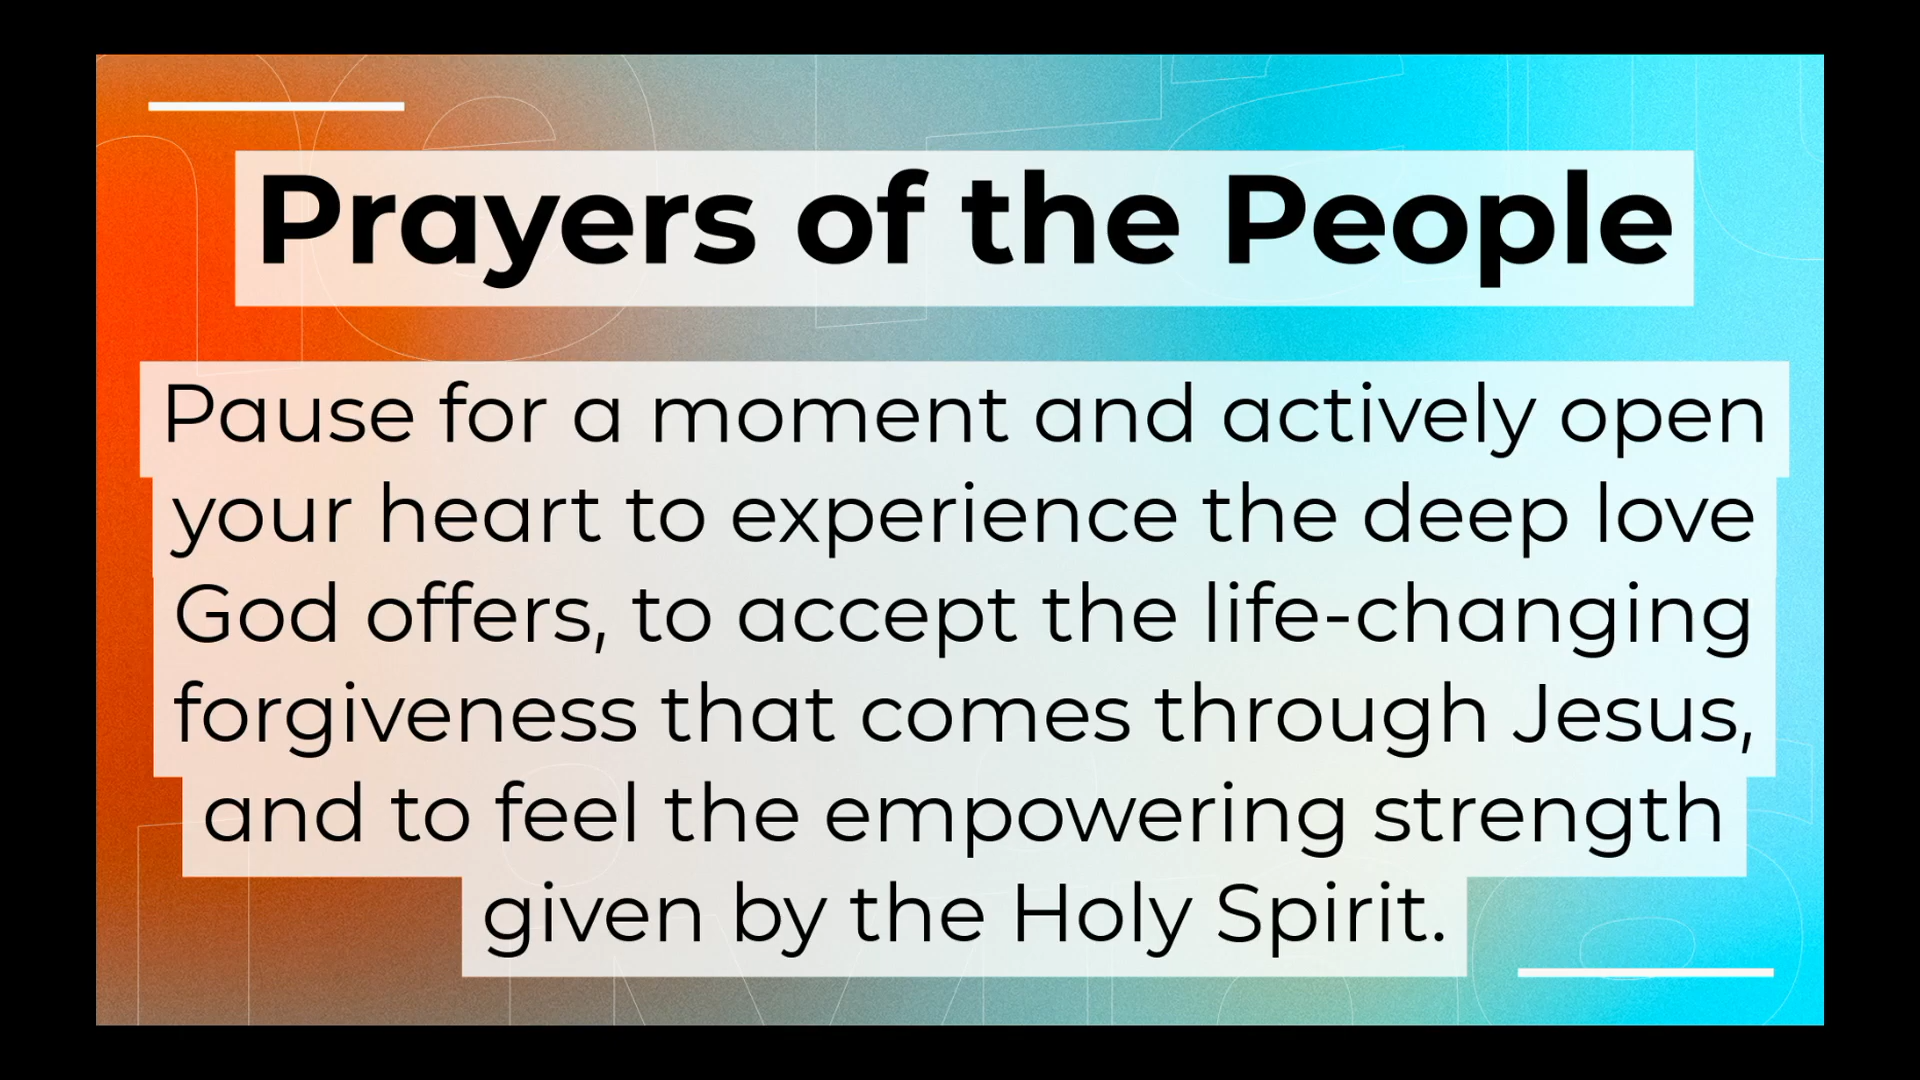 Prayers of the People
Pause for a moment and actively open
your heart to experience the deep love
God offers, to accept the life-changing
forgiveness that comes through Jesus,
and to feel the empowering strength
given by the Holy Spirit.